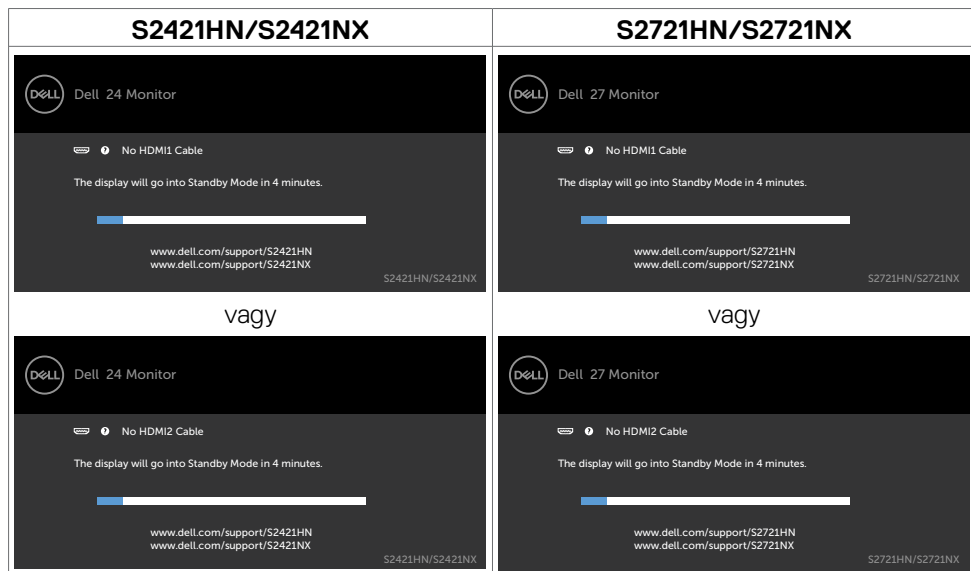 S2421HN/S2421NX
S2721HN/S2721NX
DELL Dell 24 Monitor
No HDMI1 Cable
The display will go into Standby Mode in 4 minutes.
www.dell.com/support/S2421HN
www.dell.com/support/S2421NX
S2421HN/S2421NX
DELL Dell 27 Monitor
No HDMI1 Cable
The display will go into Standby Mode in 4 minutes.
www.dell.com/support/S2721HN
www.dell.com/support/S2721NX
S2721HN/S2721NX
vagy
vagy
DELL Dell 24 Monitor
No HDMI2 Cable
The display will go into Standby Mode in 4 minutes.
www.dell.com/support/S2421HN
www.dell.com/support/S2421NX
S2421HN/S2421NX
DELL Dell 27 Monitor
No HDMI2 Cable
The display will go into Standby Mode in 4 minutes.
www.dell.com/support/S2721HN
www.dell.com/support/S2721NX
S2721HN/S2721NX